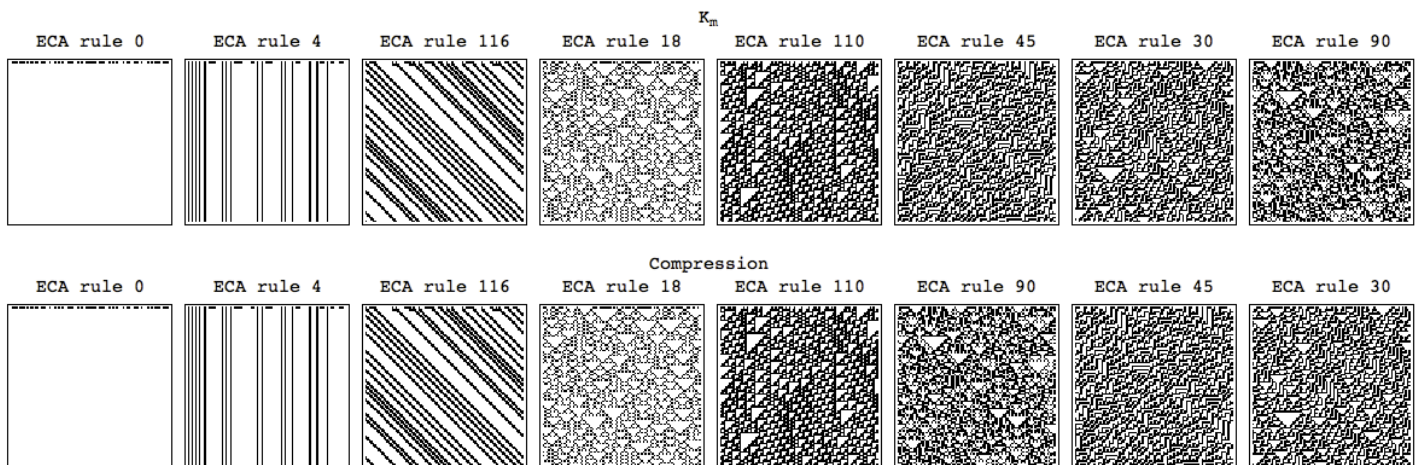 K_m
ECA rule 0 ECA rule 4 ECA rule 116 ECA rule 18 ECA rule 110 ECA rule 45 ECA rule 30 ECA rule 90
Compression
ECA rule 0 ECA rule 4 ECA rule 116 ECA rule 18 ECA rule 110 ECA rule 90 ECA rule 45 ECA rule 30